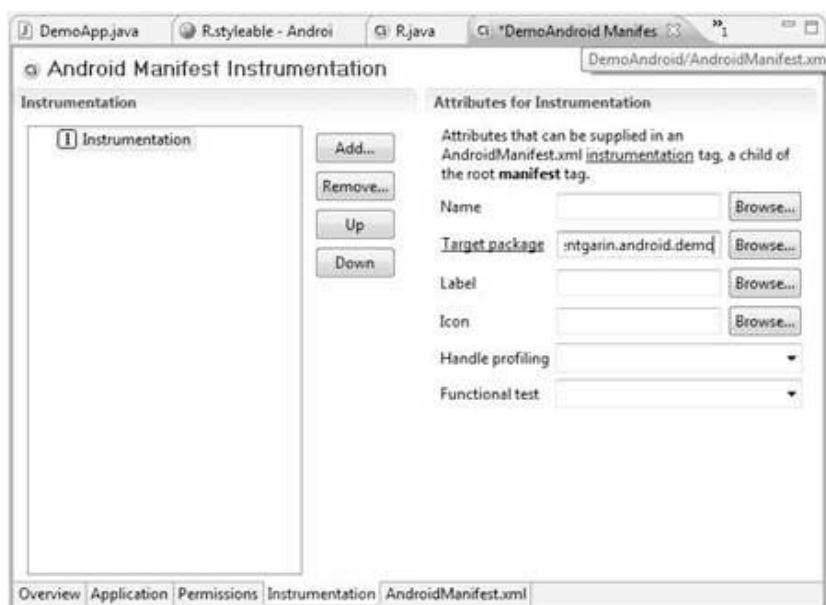 DemoApp.java
R.styleable - Androi
R.java
*DemoAndroid Manifes
»1
DemoAndroid/AndroidManifest.xm
Android Manifest Instrumentation
Instrumentation
I Instrumentation
Add...
Remove...
Up
Down
Attributes for Instrumentation
Attributes that can be supplied in an
AndroidManifest.xml instrumentation tag, a child of
the root manifest tag.
Name
Browse...
Target package
ntgarin.android.demo
Browse...
Label
Browse...
Icon
Browse...
Handle profiling
Functional test
Overview
Application
Permissions
Instrumentation
AndroidManifest.xml